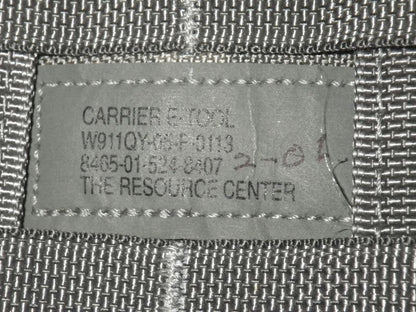 CARRIER E-TOOL
W911QY-06-F-0113
8465-01-524-8407 2-01
THE RESOURCE CENTER